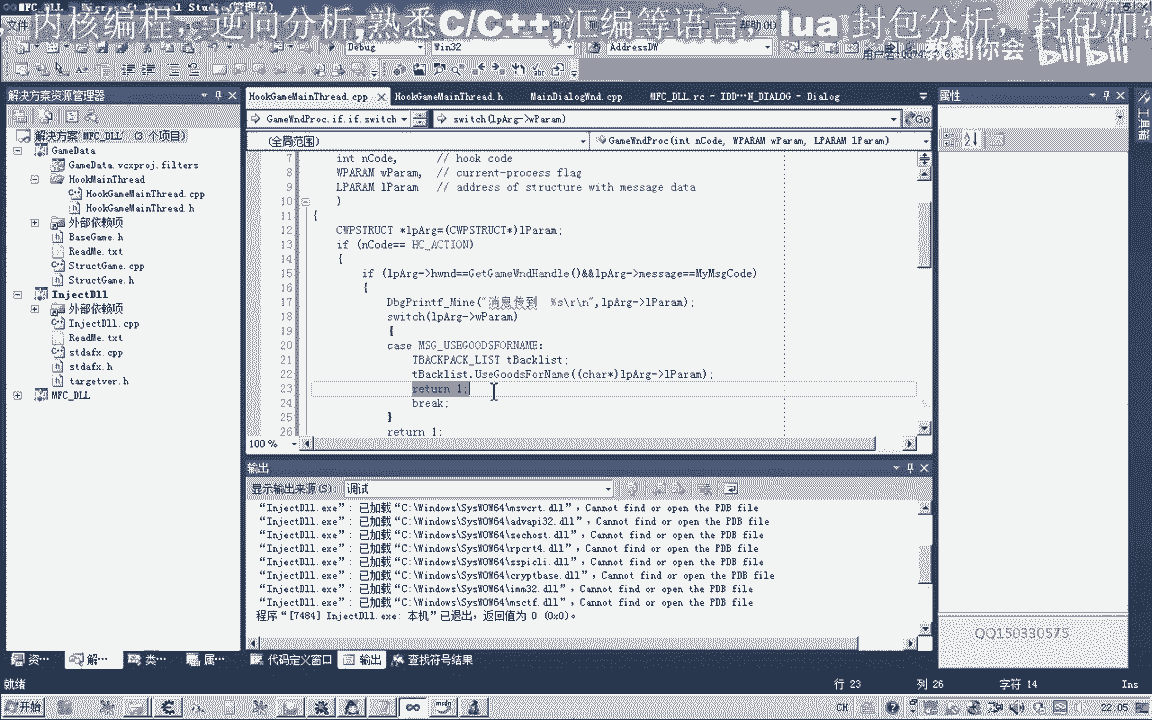 MFC_DLL - Microsoft Visual Studio(管理员)
内核编程，逆向分析,熟悉C/C++,汇编等语言，lua 封包分析，封包加密
教到你会 bilibili
Debug
Win32
AddressDW
解决方案资源管理器
解决方案"MFC_DLL" (3 个项目)
GameData
GameData.vcxproj.filters
HookMainThread
HookGameMainThread.cpp
HookGameMainThread.h
外部依赖项
BaseGame.h
ReadMe.txt
StructGame.cpp
StructGame.h
InjectDll
外部依赖项
InjectDll.cpp
ReadMe.txt
stdafx.cpp
stdafx.h
targetver.h
MFC_DLL
资… 解… 类… 属…
HookGameMainThread.cpp HookGameMainThread.h MainDialogWnd.cpp MFC_DLL.rc - IDD…N_DIALOG - Dialog
GameWndProc.if.if.switch switch(lpArg->wParam) Go
(全局范围) GameWndProc(int nCode, WPARAM wParam, LPARAM lParam)
7 int nCode, // hook code
8 WPARAM wParam, // current-process flag
9 LPARAM lParam // address of structure with message data
10 )
11 {
12 CWPSTRUCT *lpArg=(CWPSTRUCT*)lParam;
13 if (nCode== HC_ACTION)
14 {
15 if (lpArg->hwnd==GetGameWndHandle()&&lpArg->message==MyMsgCode)
16 {
17 DbgPrintf_Mine("消息传到 %s\r\n",lpArg->lParam);
18 switch(lpArg->wParam)
19 {
20 case MSG_USEGOODSFORNAME:
21 TBACKPACK_LIST tBacklist;
22 tBacklist.UseGoodsForName((char*)lpArg->lParam);
23 return 1;
24 break;
25 }
26 return 1;
100 %
输出
显示输出来源(S): 调试
"InjectDll.exe": 已加载"C:\Windows\SysWOW64\msvcrt.dll"，Cannot find or open the PDB file
"InjectDll.exe": 已加载"C:\Windows\SysWOW64\advapi32.dll"，Cannot find or open the PDB file
"InjectDll.exe": 已加载"C:\Windows\SysWOW64\sechost.dll"，Cannot find or open the PDB file
"InjectDll.exe": 已加载"C:\Windows\SysWOW64\rpcrt4.dll"，Cannot find or open the PDB file
"InjectDll.exe": 已加载"C:\Windows\SysWOW64\sspicli.dll"，Cannot find or open the PDB file
"InjectDll.exe": 已加载"C:\Windows\SysWOW64\cryptbase.dll"，Cannot find or open the PDB file
"InjectDll.exe": 已加载"C:\Windows\SysWOW64\imm32.dll"，Cannot find or open the PDB file
"InjectDll.exe": 已加载"C:\Windows\SysWOW64\msctf.dll"，Cannot find or open the PDB file
程序"[7484] InjectDll.exe: 本机"已退出，返回值为 0 (0x0)。
代码定义窗口 输出 查找符号结果
属性
工具箱
QQ150330575
就绪 行 23 列 26 字符 14 Ins
开始 CH 22:05